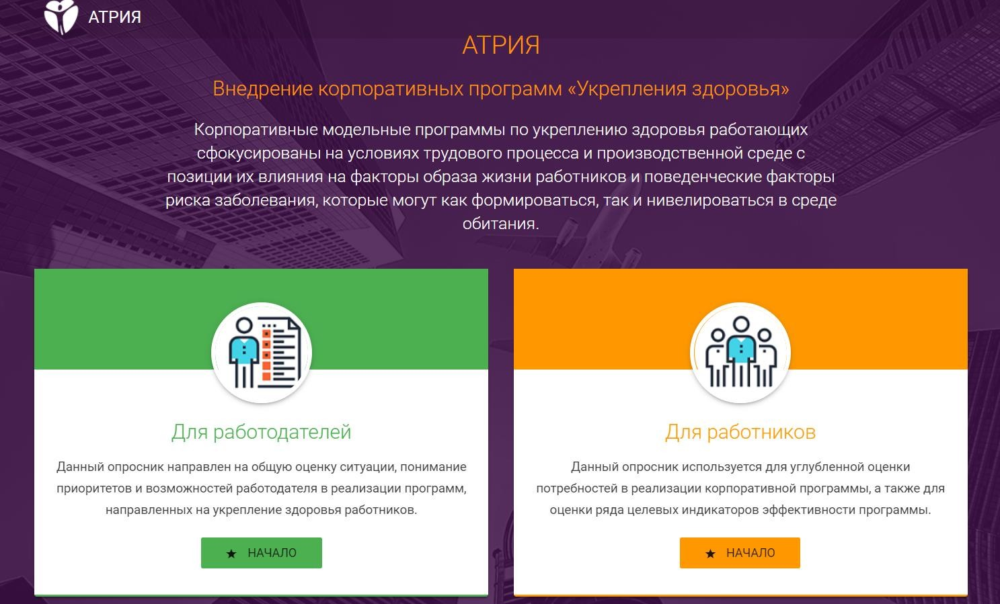 АТРИЯ
АТРИЯ
Внедрение корпоративных программ «Укрепления здоровья»
Корпоративные модельные программы по укреплению здоровья работающих
сфокусированы на условиях трудового процесса и производственной среде с
позиции их влияния на факторы образа жизни работников и поведенческие факторы
риска заболевания, которые могут как формироваться, так и нивелироваться в среде
обитания.
Для работодателей
Данный опросник направлен на общую оценку ситуации, понимание
приоритетов и возможностей работодателя в реализации программ,
направленных на укрепление здоровья работников.
НАЧАЛО
Для работников
Данный опросник используется для углубленной оценки
потребностей в реализации корпоративной программы, а также для
оценки ряда целевых индикаторов эффективности программы.
НАЧАЛО